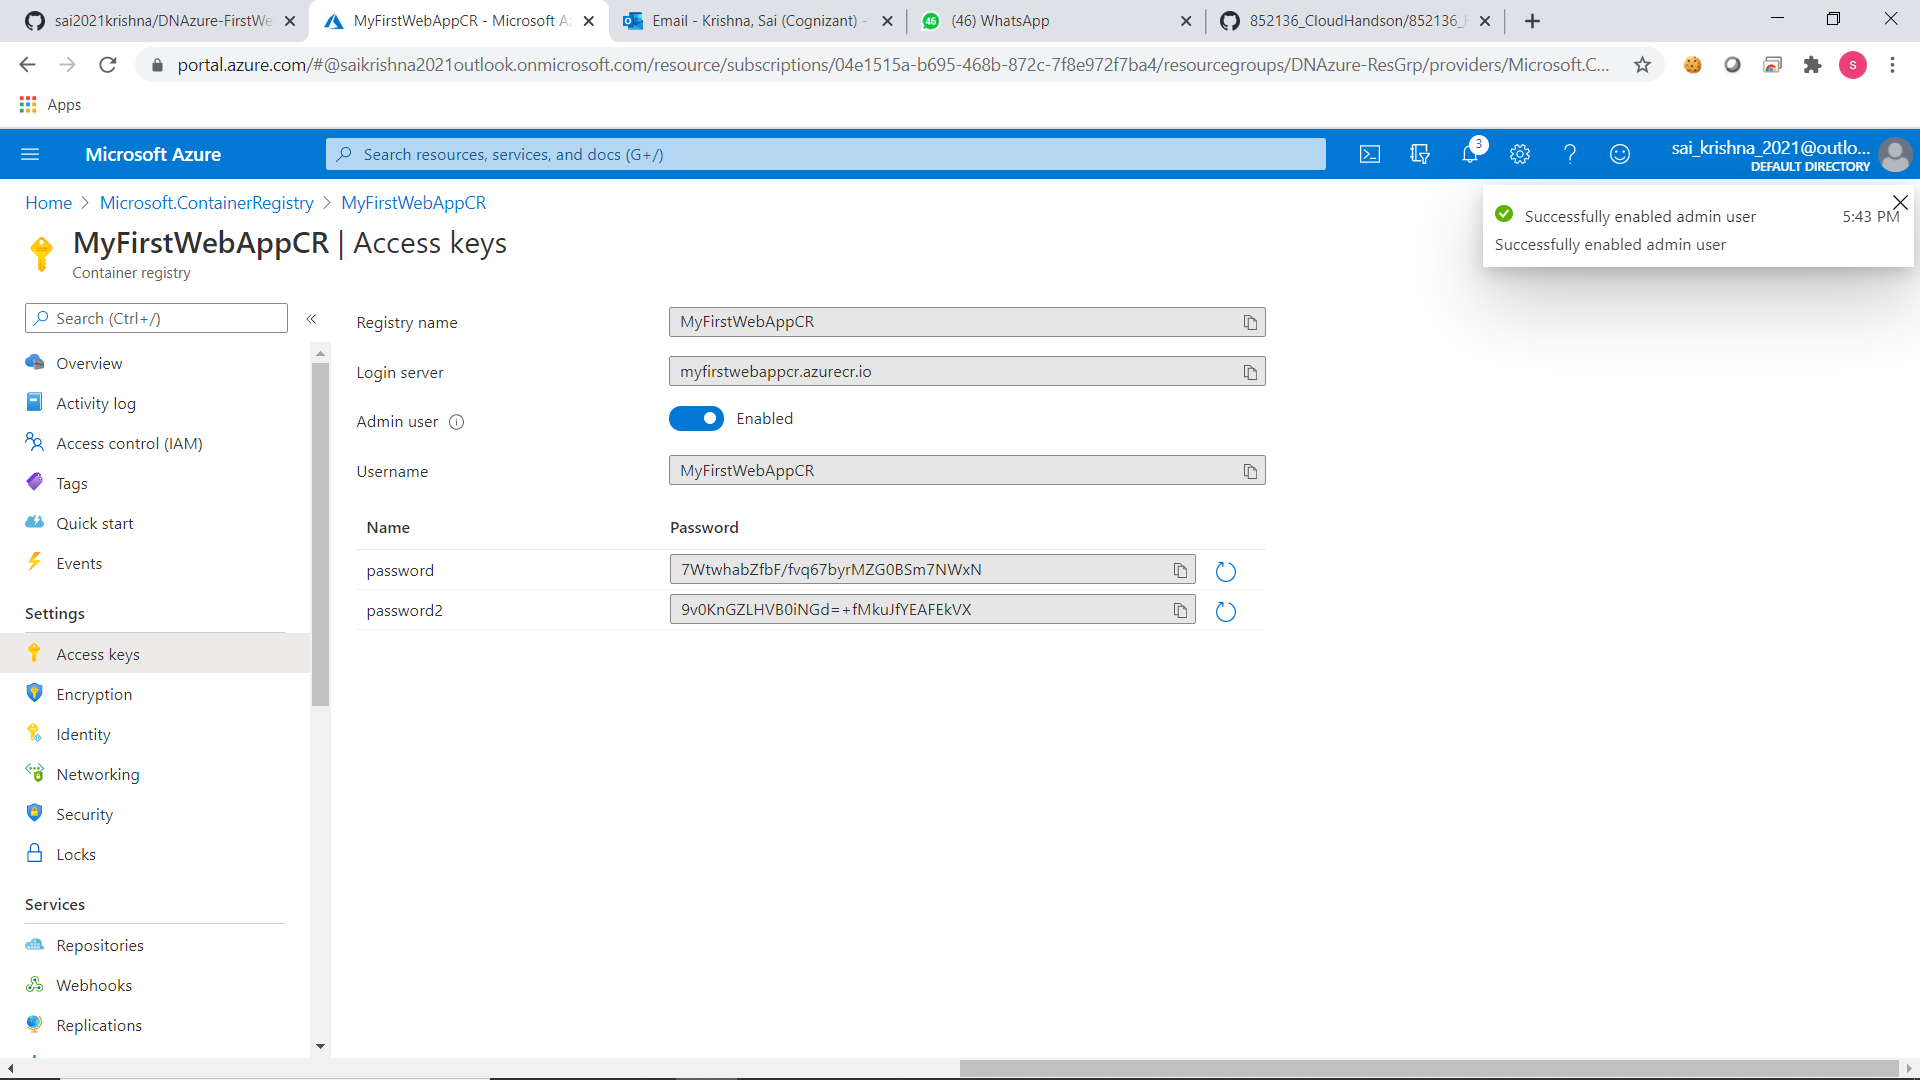 sai2021krishna/DNAzure-FirstWe
MyFirstWebAppCR - Microsoft A
Email - Krishna, Sai (Cognizant) -
(46) WhatsApp
852136_CloudHandson/852136_
portal.azure.com/#@saikrishna2021outlook.onmicrosoft.com/resource/subscriptions/04e1515a-b695-468b-872c-7f8e972f7ba4/resourcegroups/DNAzure-ResGrp/providers/Microsoft.C...
S
Apps
Microsoft Azure
Search resources, services, and docs (G+/)
3
sai_krishna_2021@outlo...
DEFAULT DIRECTORY
Home > Microsoft.ContainerRegistry > MyFirstWebAppCR
Successfully enabled admin user 5:43 PM
Successfully enabled admin user
MyFirstWebAppCR | Access keys
Container registry
Search (Ctrl+/)
Overview
Activity log
Access control (IAM)
Tags
Quick start
Events
Settings
Access keys
Encryption
Identity
Networking
Security
Locks
Services
Repositories
Webhooks
Replications
Registry name MyFirstWebAppCR
Login server myfirstwebappcr.azurecr.io
Admin user Enabled
Username MyFirstWebAppCR
Name Password
password 7WtwhabZfbF/fvq67byrMZG0BSm7NWxN
password2 9v0KnGZLHVB0iNGd=+fMkuJfYEAFEkVX